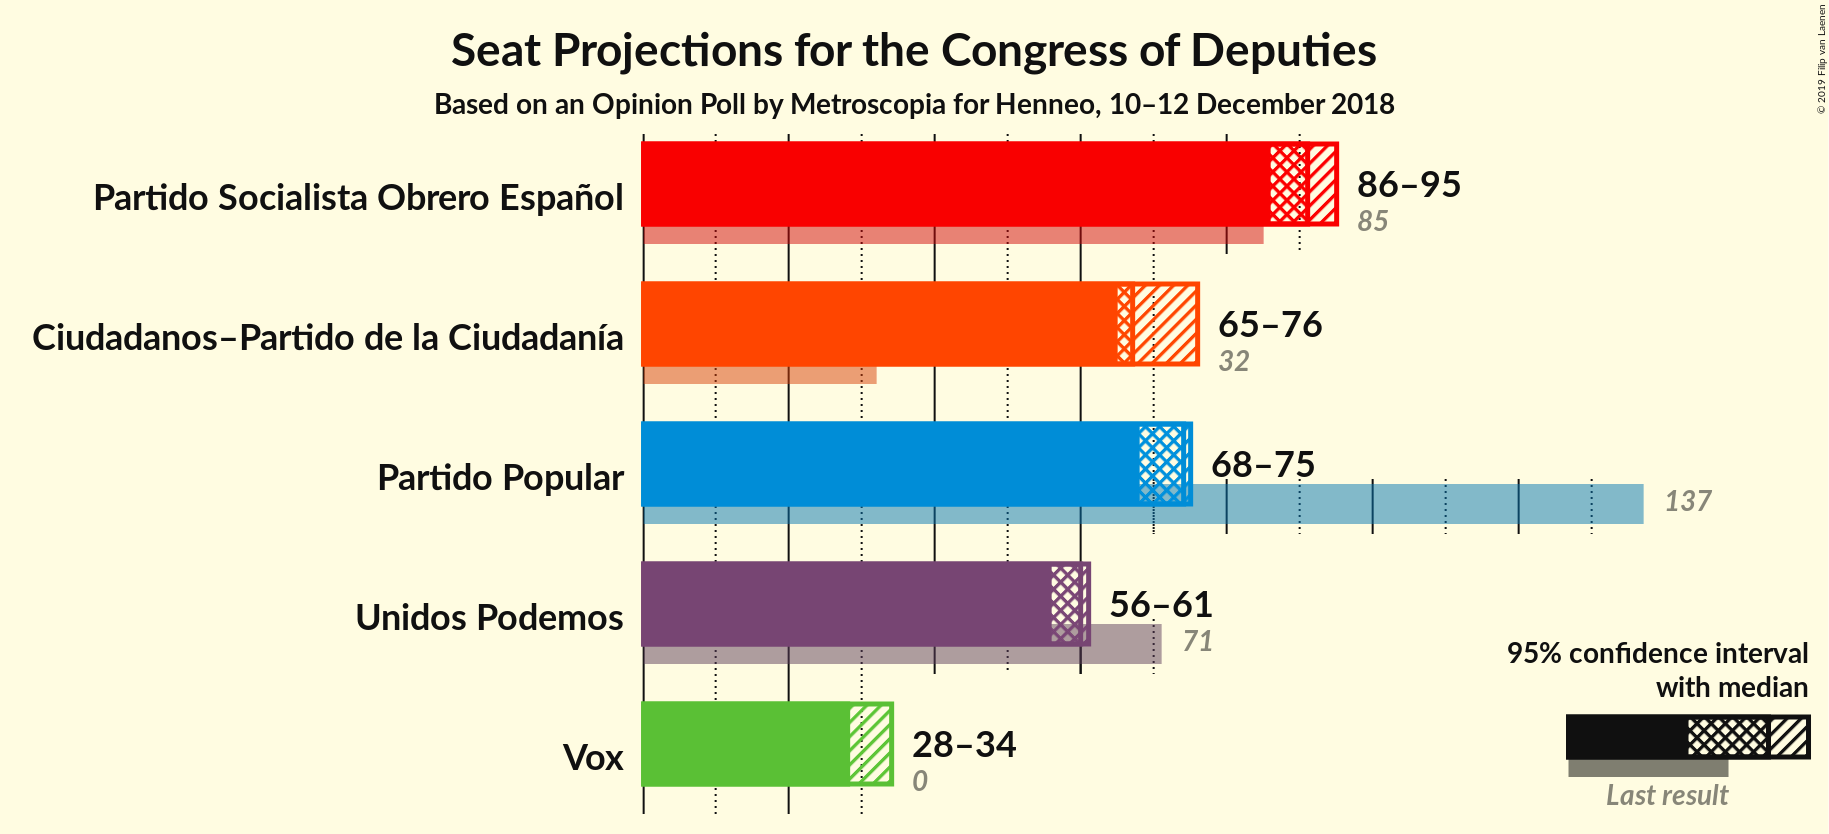 Seat Projections for the Congress of Deputies
Based on an Opinion Poll by Metroscopia for Henneo, 10–12 December 2018
© 2019 Filip van Laenen
Partido Socialista Obrero Español
86–95
85
Ciudadanos–Partido de la Ciudadanía
65–76
32
Partido Popular
68–75
137
Unidos Podemos
56–61
71
Vox
28–34
0
95% confidence interval
with median
Last result